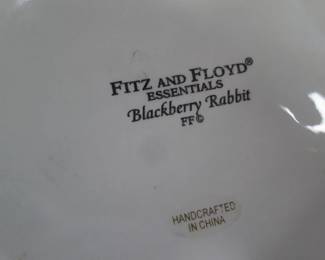 FITZ AND FLOYD®
ESSENTIALS
Blackberry Rabbit
FF©
HANDCRAFTED
IN CHINA